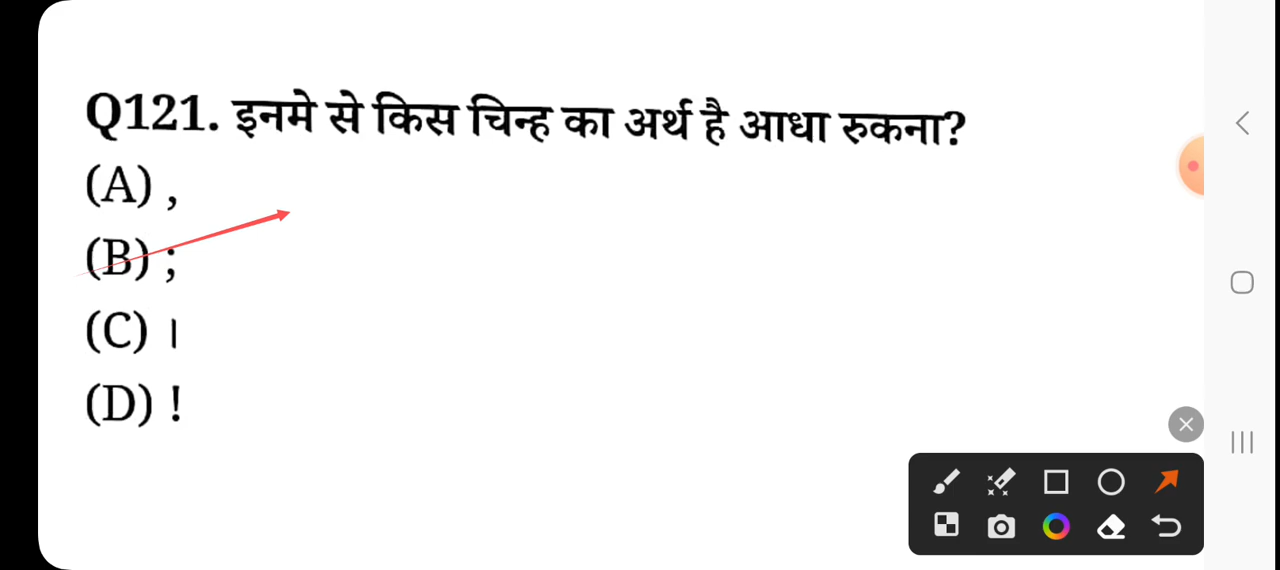 Q121. इनमे से किस चिन्ह का अर्थ है आधा रुकना?
(A) ,
(B) ;
(C) ।
(D) !